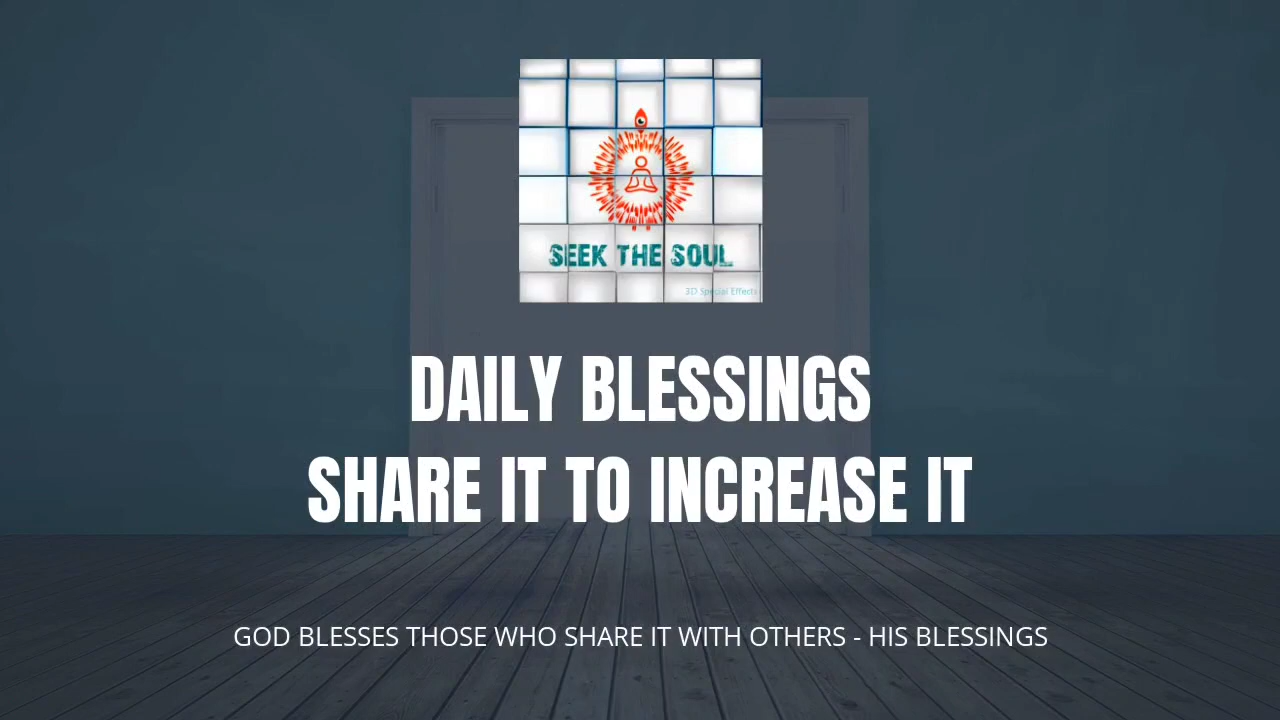 SEEK THE SOUL
3D Special Effects
DAILY BLESSINGS
SHARE IT TO INCREASE IT
GOD BLESSES THOSE WHO SHARE IT WITH OTHERS - HIS BLESSINGS